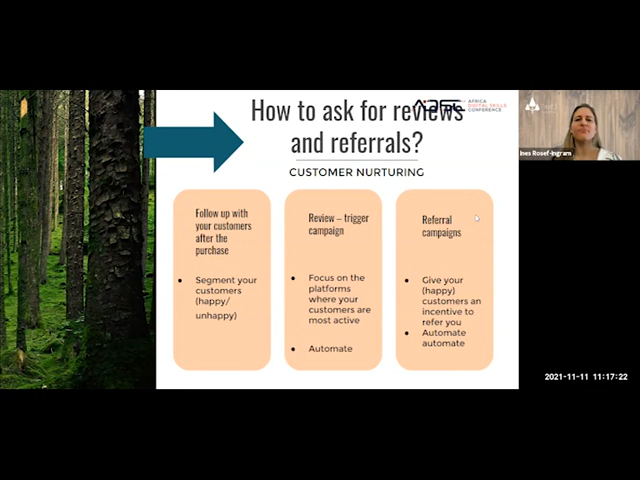 How to ask for reviews
AFRICA
DIGITAL SKILLS
CONFERENCE
and referrals?
CUSTOMER NURTURING
Follow up with
your customers
after the
purchase
• Segment your
customers
(happy/
unhappy)
Review – trigger
campaign
• Focus on the
platforms
where your
customers are
most active
• Automate
Referral
campaigns
• Give your
(happy)
customers an
incentive to
refer you
• Automate
automate
Ines Rosef-Ingram
2021-11-11 11:17:22